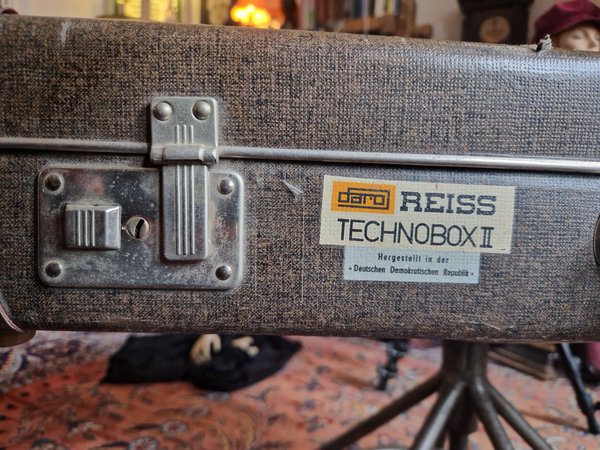 daro REISS
TECHNOBOX II
Hergestellt in der
» Deutschen Demokratischen Republik «